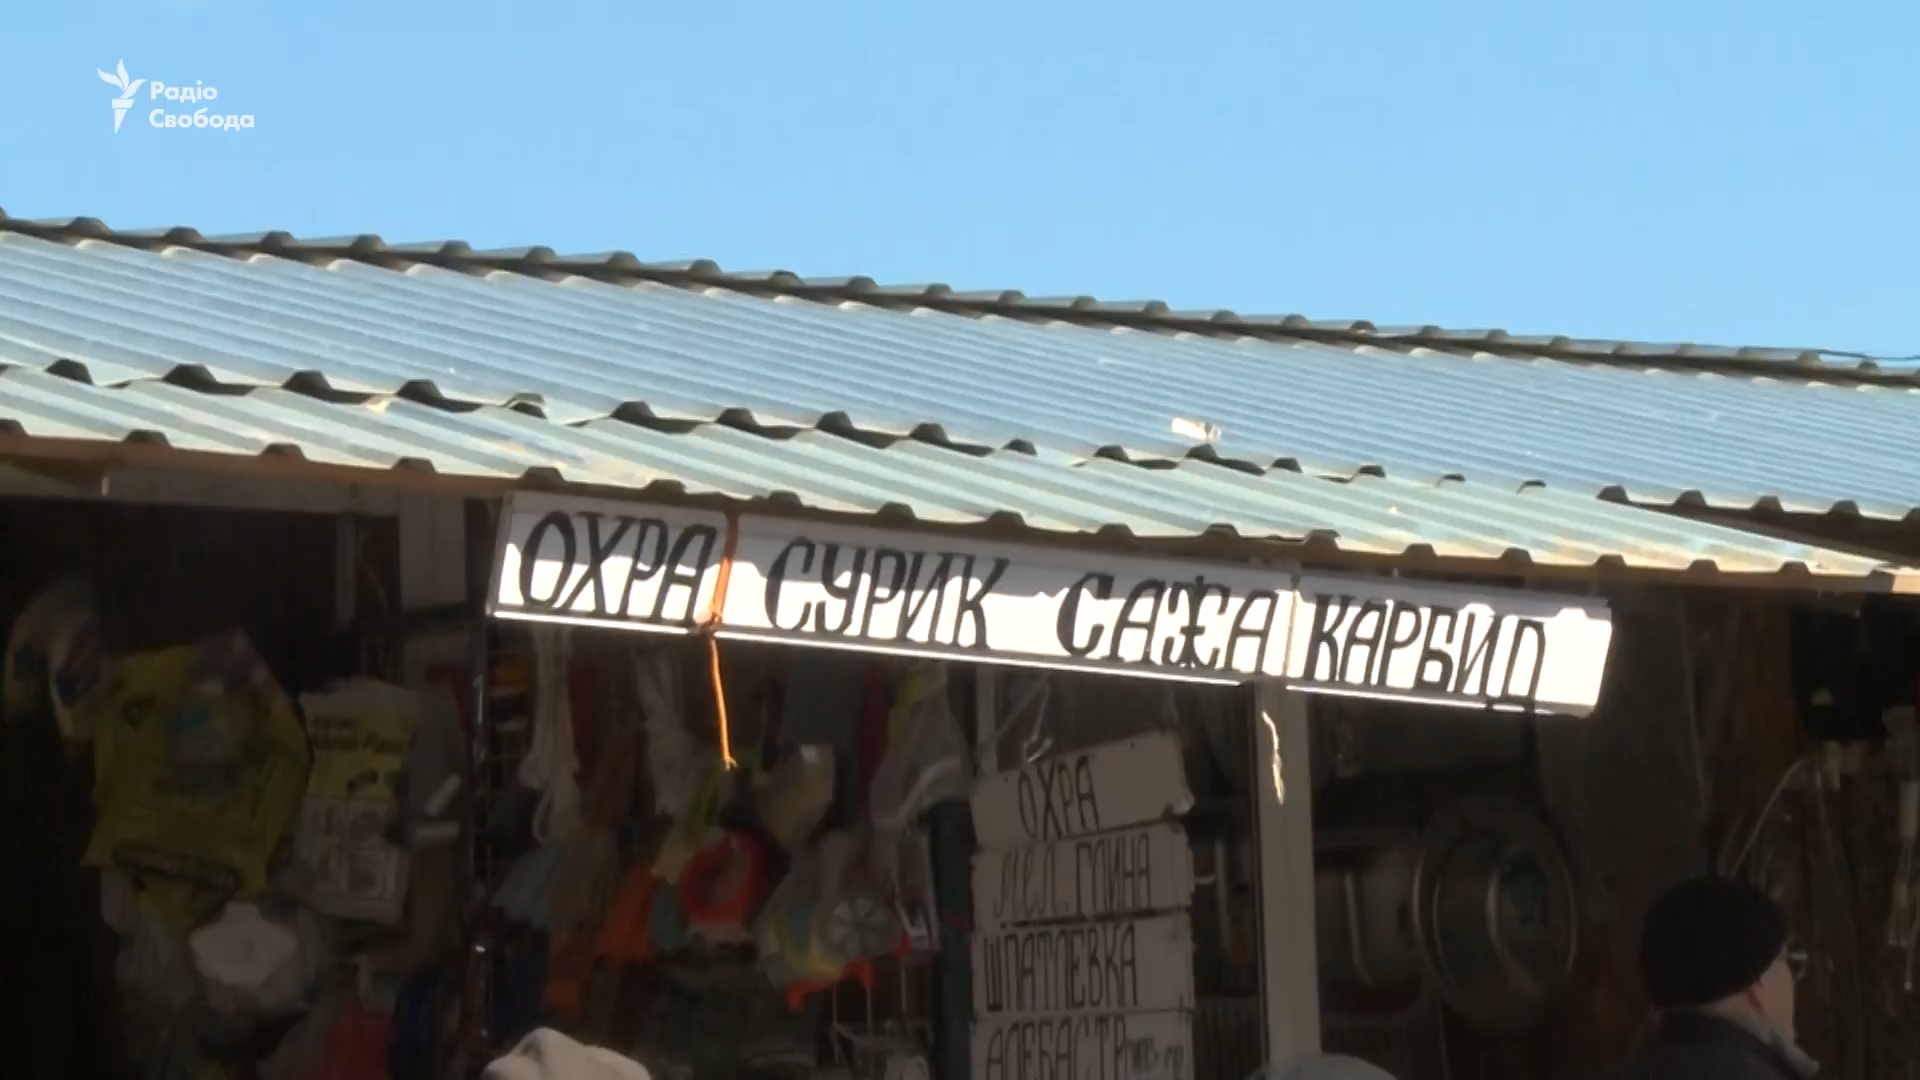 Радіо
Свобода
ОХРА СУРИК САЖА КАРБИД
ОХРА
МЕЛ. ГЛИНА
ШПАТЛЕВКА
АЛЕБАСТР